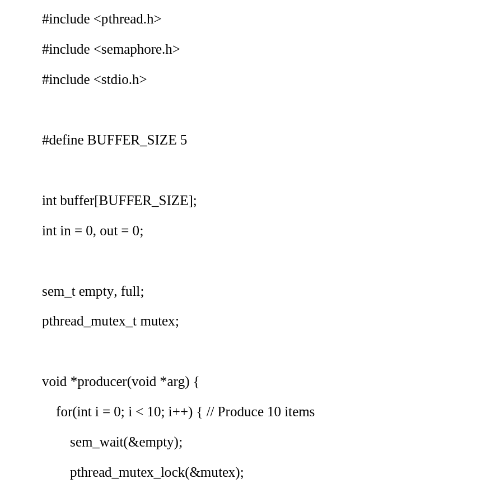 #include <pthread.h>
#include <semaphore.h>
#include <stdio.h>
#define BUFFER_SIZE 5
int buffer[BUFFER_SIZE];
int in = 0, out = 0;
sem_t empty, full;
pthread_mutex_t mutex;
void *producer(void *arg) {
for(int i = 0; i < 10; i++) { // Produce 10 items
sem_wait(&empty);
pthread_mutex_lock(&mutex);